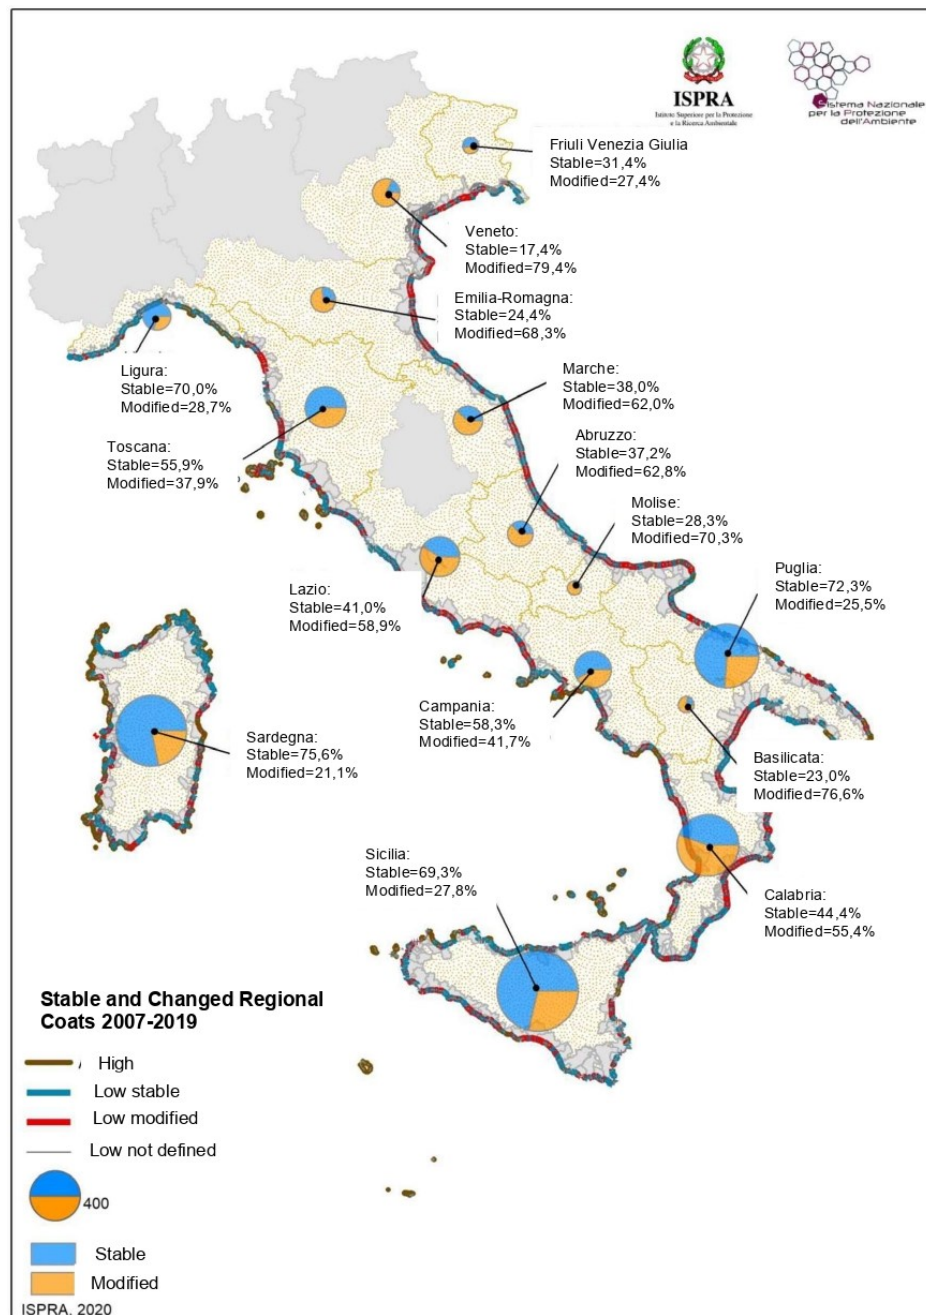 ISPRA
Istituto Superiore per la Protezione
e la Ricerca Ambientale
Sistema Nazionale
per la Protezione
dell'Ambiente
Friuli Venezia Giulia
Stable=31,4%
Modified=27,4%
Veneto:
Stable=17,4%
Modified=79,4%
Emilia-Romagna:
Stable=24,4%
Modified=68,3%
Ligura:
Stable=70,0%
Modified=28,7%
Marche:
Stable=38,0%
Modified=62,0%
Toscana:
Stable=55,9%
Modified=37,9%
Abruzzo:
Stable=37,2%
Modified=62,8%
Molise:
Stable=28,3%
Modified=70,3%
Puglia:
Stable=72,3%
Modified=25,5%
Lazio:
Stable=41,0%
Modified=58,9%
Campania:
Stable=58,3%
Modified=41,7%
Sardegna:
Stable=75,6%
Modified=21,1%
Basilicata:
Stable=23,0%
Modified=76,6%
Sicilia:
Stable=69,3%
Modified=27,8%
Calabria:
Stable=44,4%
Modified=55,4%
Stable and Changed Regional
Coats 2007-2019
High
Low stable
Low modified
Low not defined
400
Stable
Modified
ISPRA, 2020